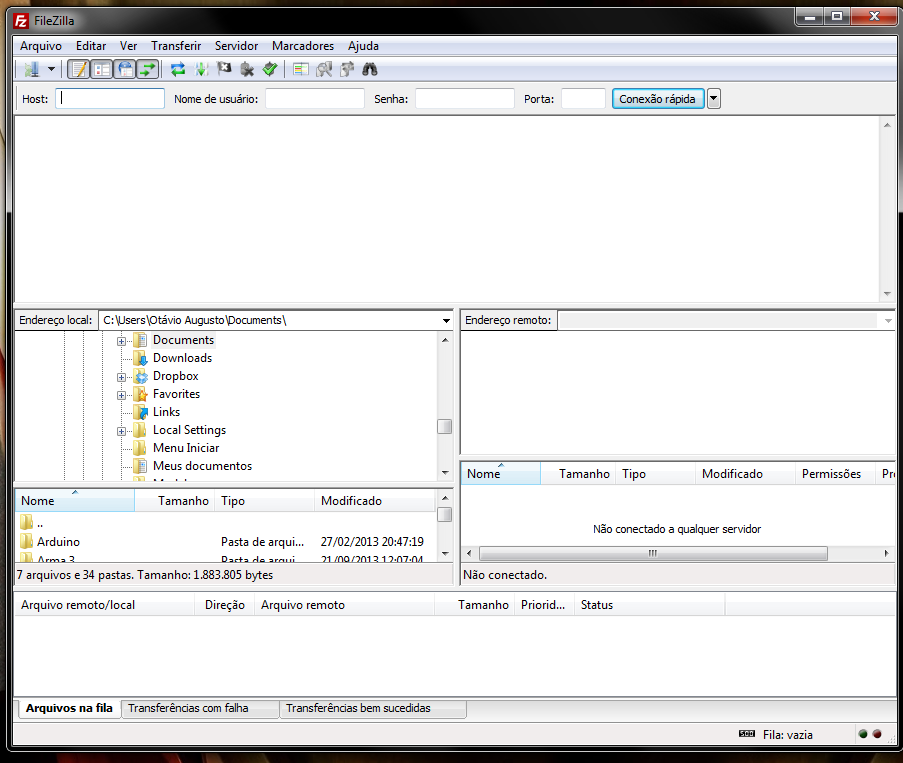 FileZilla
Arquivo Editar Ver Transferir Servidor Marcadores Ajuda
Host: Nome de usuário: Senha: Porta: Conexão rápida
Endereço local: C:\Users\Otávio Augusto\Documents\
Endereço remoto:
Documents
Downloads
Dropbox
Favorites
Links
Local Settings
Menu Iniciar
Meus documentos
Nome Tamanho Tipo Modificado
..
Arduino Pasta de arqui... 27/02/2013 20:47:19
Arma 3 Pasta de arqui... 21/09/2013 12:07:04
7 arquivos e 34 pastas. Tamanho: 1.883.805 bytes
Nome Tamanho Tipo Modificado Permissões Pr
Não conectado a qualquer servidor
Não conectado.
Arquivo remoto/local Direção Arquivo remoto Tamanho Priorid... Status
Arquivos na fila Transferências com falha Transferências bem sucedidas
Fila: vazia